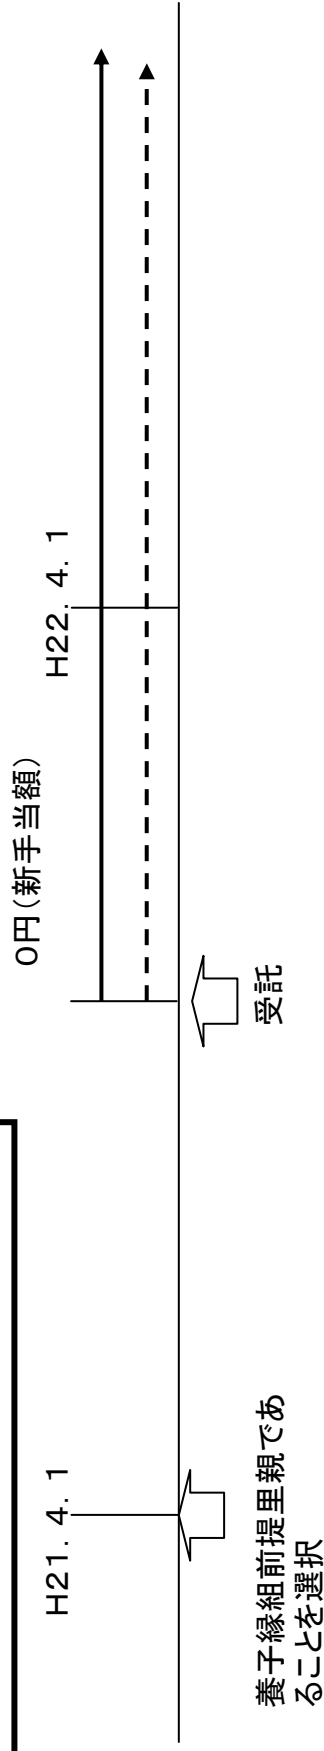 H21. 4. 1
H22. 4. 1
0円(新手当額)
受託
養子縁組前提里親であ
ることを選択